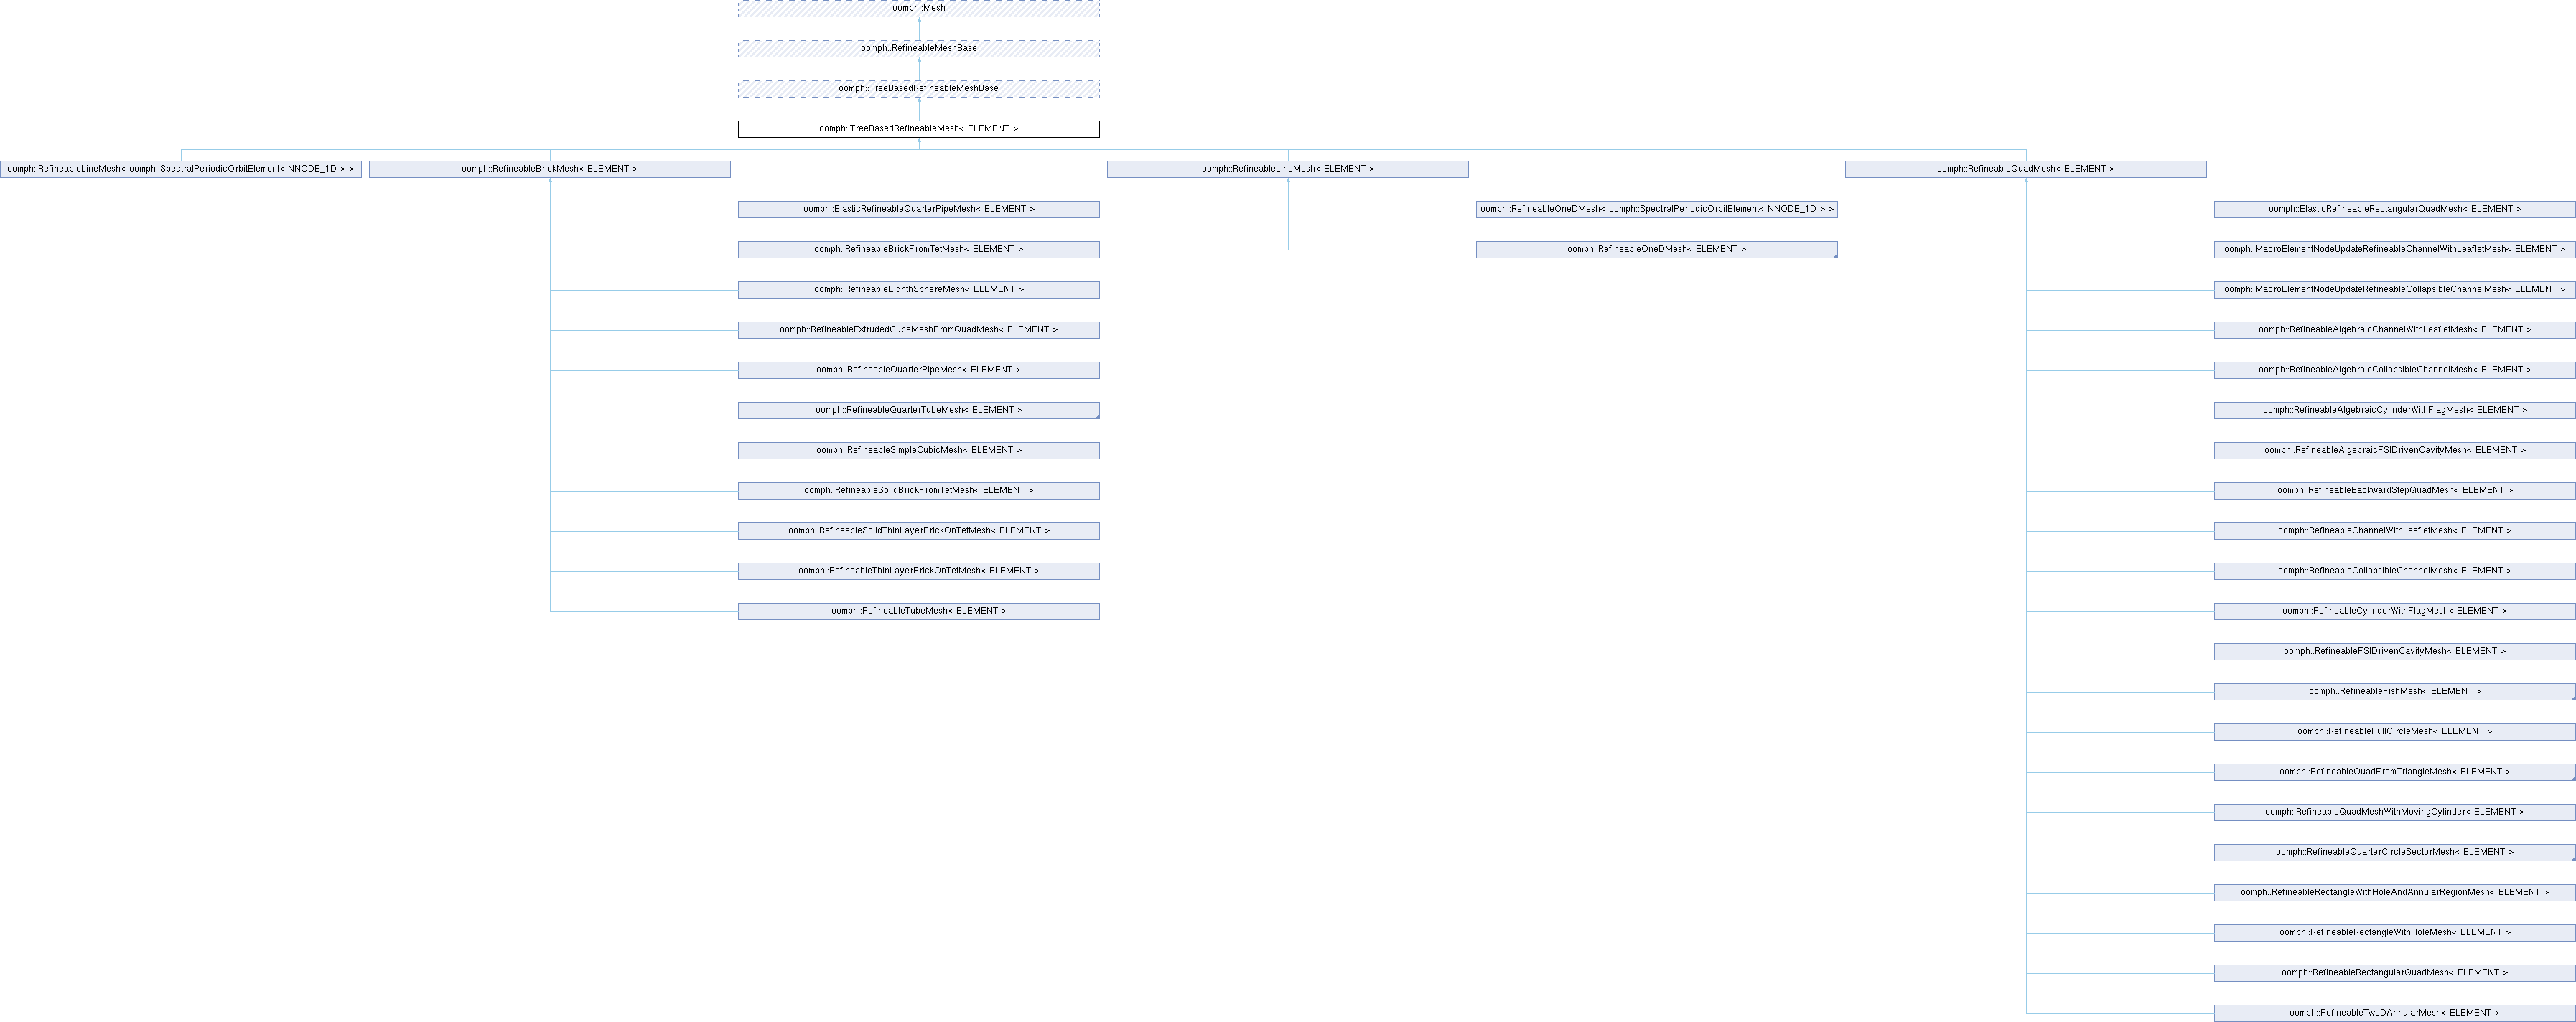 oomph::Mesh
oomph::RefineableMeshBase
oomph::TreeBasedRefineableMeshBase
oomph::TreeBasedRefineableMesh< ELEMENT >
oomph::RefineableLineMesh< oomph::SpectralPeriodicOrbitElement< NNODE_1D > >
oomph::RefineableBrickMesh< ELEMENT >
oomph::RefineableLineMesh< ELEMENT >
oomph::RefineableQuadMesh< ELEMENT >
oomph::ElasticRefineableQuarterPipeMesh< ELEMENT >
oomph::RefineableOneDMesh< oomph::SpectralPeriodicOrbitElement< NNODE_1D > >
oomph::ElasticRefineableRectangularQuadMesh< ELEMENT >
oomph::RefineableBrickFromTetMesh< ELEMENT >
oomph::RefineableOneDMesh< ELEMENT >
oomph::MacroElementNodeUpdateRefineableChannelWithLeafletMesh< ELEMENT >
oomph::RefineableEighthSphereMesh< ELEMENT >
oomph::MacroElementNodeUpdateRefineableCollapsibleChannelMesh< ELEMENT >
oomph::RefineableExtrudedCubeMeshFromQuadMesh< ELEMENT >
oomph::RefineableAlgebraicChannelWithLeafletMesh< ELEMENT >
oomph::RefineableQuarterPipeMesh< ELEMENT >
oomph::RefineableAlgebraicCollapsibleChannelMesh< ELEMENT >
oomph::RefineableQuarterTubeMesh< ELEMENT >
oomph::RefineableAlgebraicCylinderWithFlagMesh< ELEMENT >
oomph::RefineableSimpleCubicMesh< ELEMENT >
oomph::RefineableAlgebraicFSIDrivenCavityMesh< ELEMENT >
oomph::RefineableSolidBrickFromTetMesh< ELEMENT >
oomph::RefineableBackwardStepQuadMesh< ELEMENT >
oomph::RefineableSolidThinLayerBrickOnTetMesh< ELEMENT >
oomph::RefineableChannelWithLeafletMesh< ELEMENT >
oomph::RefineableThinLayerBrickOnTetMesh< ELEMENT >
oomph::RefineableCollapsibleChannelMesh< ELEMENT >
oomph::RefineableTubeMesh< ELEMENT >
oomph::RefineableCylinderWithFlagMesh< ELEMENT >
oomph::RefineableFSIDrivenCavityMesh< ELEMENT >
oomph::RefineableFishMesh< ELEMENT >
oomph::RefineableFullCircleMesh< ELEMENT >
oomph::RefineableQuadFromTriangleMesh< ELEMENT >
oomph::RefineableQuadMeshWithMovingCylinder< ELEMENT >
oomph::RefineableQuarterCircleSectorMesh< ELEMENT >
oomph::RefineableRectangleWithHoleAndAnnularRegionMesh< ELEMENT >
oomph::RefineableRectangleWithHoleMesh< ELEMENT >
oomph::RefineableRectangularQuadMesh< ELEMENT >
oomph::RefineableTwoDAnnularMesh< ELEMENT >